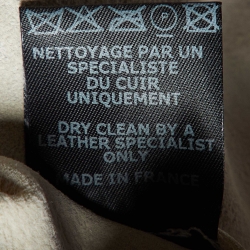 P
NETTOYAGE PAR UN
SPECIALISTE
DU CUIR
UNIQUEMENT
DRY CLEAN BY A
LEATHER SPECIALIST
ONLY
MADE IN FRANCE